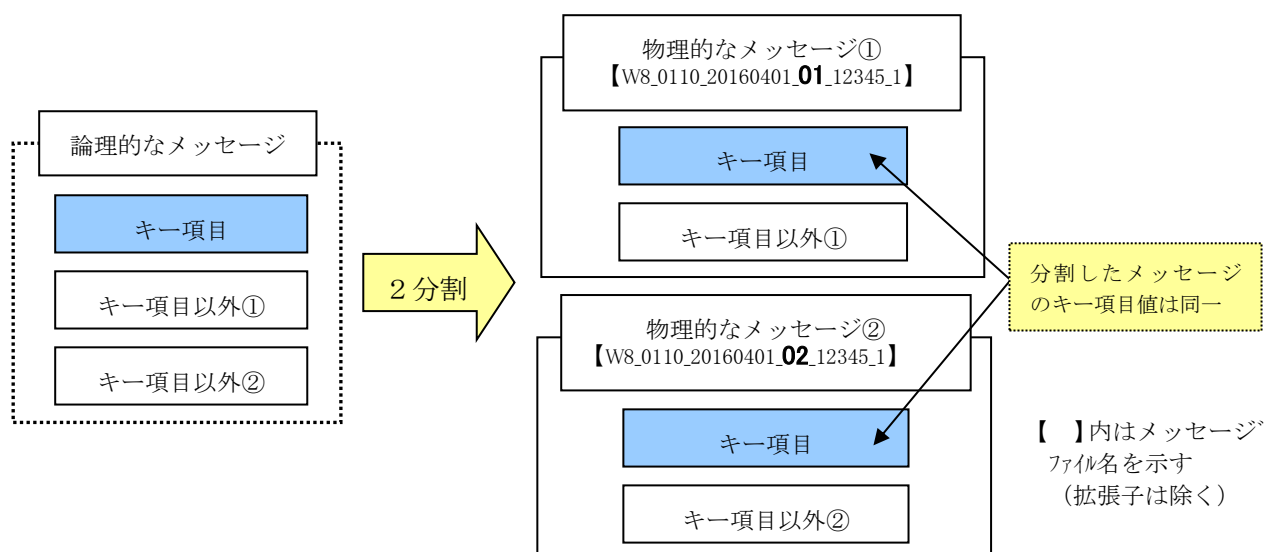 論理的なメッセージ
キー項目
キー項目以外①
キー項目以外②
2分割
物理的なメッセージ①
【W8_0110_20160401_01_12345_1】
キー項目
キー項目以外①
物理的なメッセージ②
【W8_0110_20160401_02_12345_1】
キー項目
キー項目以外②
分割したメッセージ
のキー項目値は同一
【　】内はメッセージ
ファイル名を示す
（拡張子は除く）